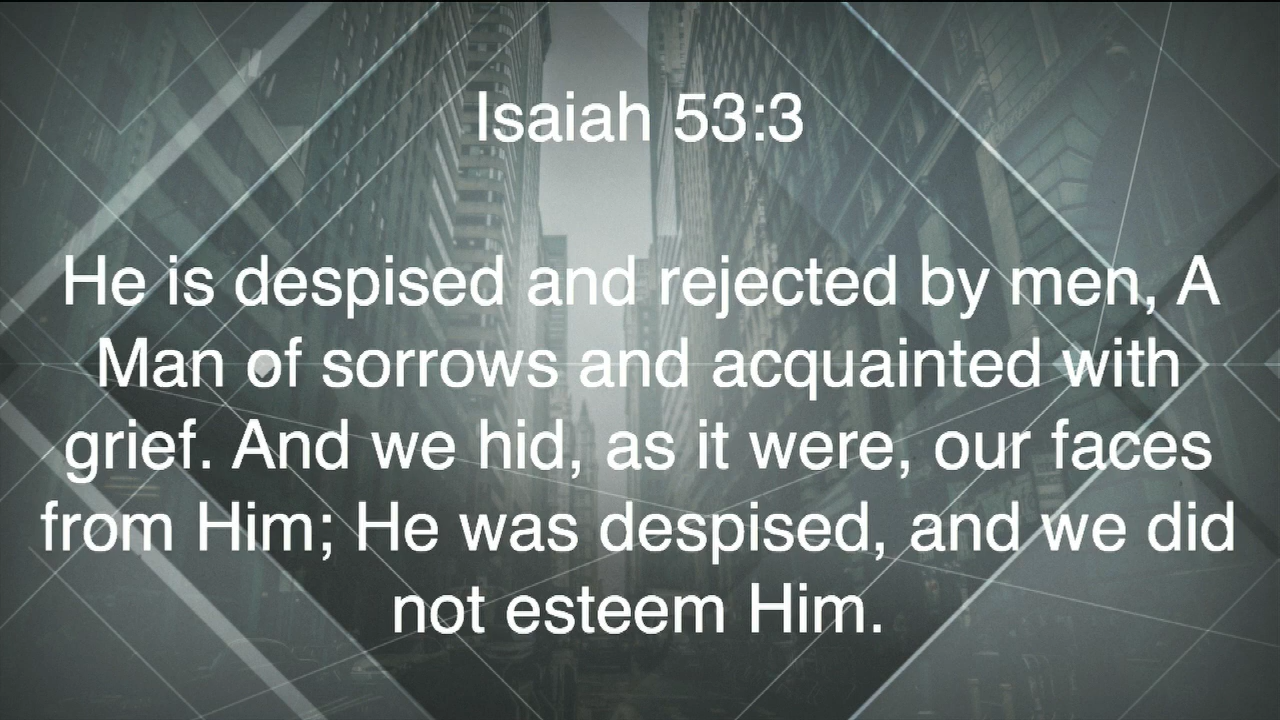 Isaiah 53:3
He is despised and rejected by men, A
Man of sorrows and acquainted with
grief. And we hid, as it were, our faces
from Him; He was despised, and we did
not esteem Him.